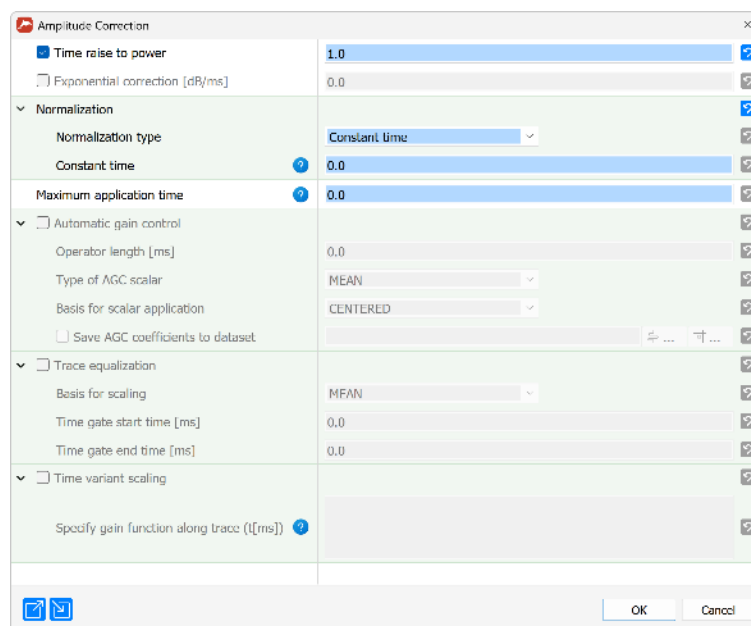 Amplitude Correction
Time raise to power 1.0
Exponential correction [dB/ms] 0.0
Normalization
Normalization type Constant time
Constant time ? 0.0
Maximum application time ? 0.0
Automatic gain control
Operator length [ms] 0.0
Type of AGC scalar MEAN
Basis for scalar application CENTERED
Save AGC coefficients to dataset ... ...
Trace equalization
Basis for scaling MEAN
Time gate start time [ms] 0.0
Time gate end time [ms] 0.0
Time variant scaling
Specify gain function along trace (t[ms]) ?
OK Cancel